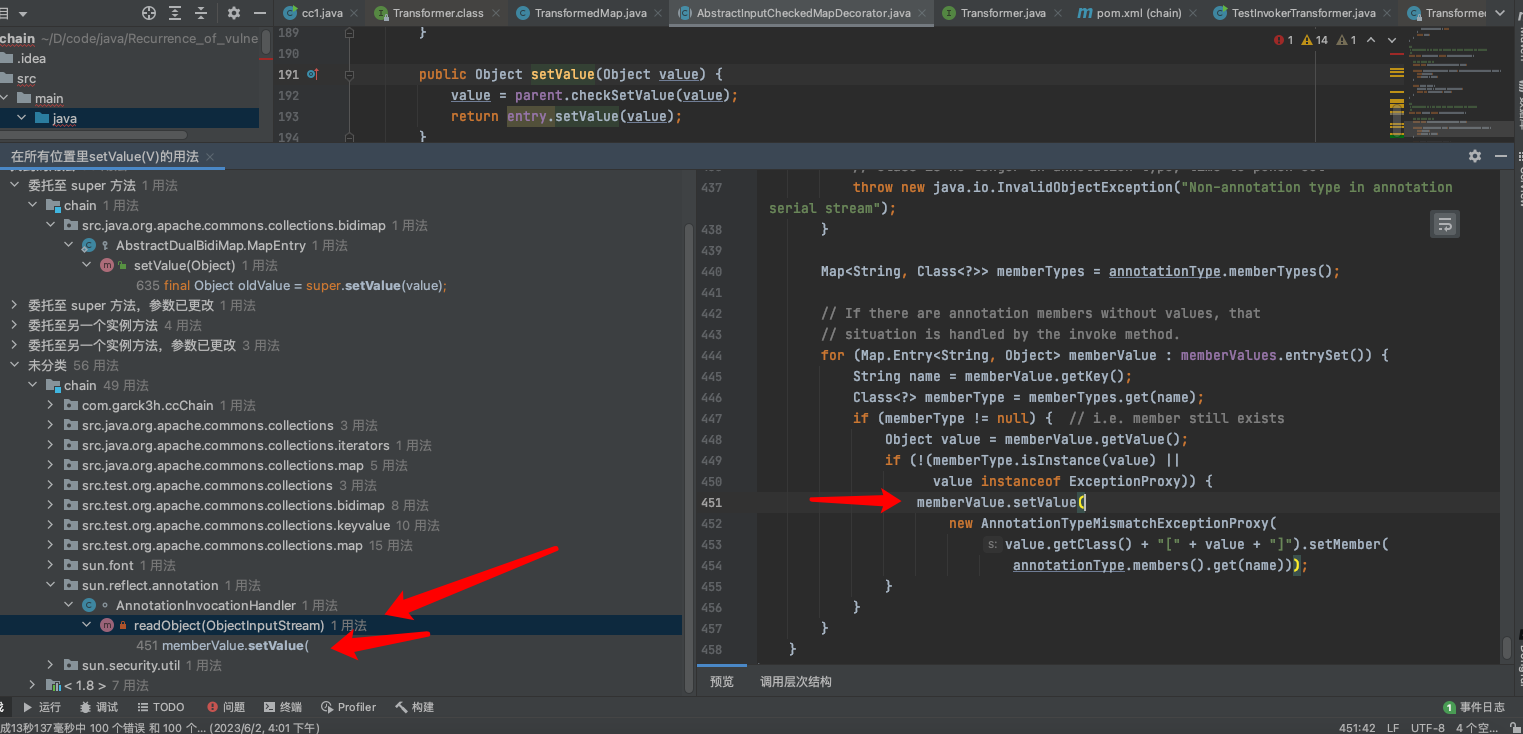 目
cc1.java
Transformer.class
TransformedMap.java
AbstractInputCheckedMapDecorator.java
Transformer.java
pom.xml (chain)
TestInvokerTransformer.java
chain ~/D/code/java/Recurrence_of_vulne
.idea
src
main
java
1 14 1
189 }
190
191 public Object setValue(Object value) {
192 value = parent.checkSetValue(value);
193 return entry.setValue(value);
194 }
在所有位置里setValue(V)的用法
委托至 super 方法 1 用法
chain 1 用法
src.java.org.apache.commons.collections.bidimap 1 用法
AbstractDualBidiMap.MapEntry 1 用法
setValue(Object) 1 用法
635 final Object oldValue = super.setValue(value);
委托至 super 方法，参数已更改 1 用法
委托至另一个实例方法 4 用法
委托至另一个实例方法，参数已更改 3 用法
未分类 56 用法
chain 49 用法
com.garck3h.ccChain 1 用法
src.java.org.apache.commons.collections 3 用法
src.java.org.apache.commons.collections.iterators 1 用法
src.java.org.apache.commons.collections.map 5 用法
src.test.org.apache.commons.collections 3 用法
src.test.org.apache.commons.collections.bidimap 8 用法
src.test.org.apache.commons.collections.keyvalue 10 用法
src.test.org.apache.commons.collections.map 15 用法
sun.font 1 用法
sun.reflect.annotation 1 用法
AnnotationInvocationHandler 1 用法
readObject(ObjectInputStream) 1 用法
451 memberValue.setValue(
sun.security.util 1 用法
< 1.8 > 7 用法
437 throw new java.io.InvalidObjectException("Non-annotation type in annotation
serial stream");
438 }
439
440 Map<String, Class<?>> memberTypes = annotationType.memberTypes();
441
442 // If there are annotation members without values, that
443 // situation is handled by the invoke method.
444 for (Map.Entry<String, Object> memberValue : memberValues.entrySet()) {
445 String name = memberValue.getKey();
446 Class<?> memberType = memberTypes.get(name);
447 if (memberType != null) { // i.e. member still exists
448 Object value = memberValue.getValue();
449 if (!(memberType.isInstance(value) ||
450 value instanceof ExceptionProxy)) {
451 memberValue.setValue(
452 new AnnotationTypeMismatchExceptionProxy(
453 s: value.getClass() + "[" + value + "]").setMember(
454 annotationType.members().get(name)));
455 }
456 }
457 }
458 }
预览 调用层次结构
运行 调试 TODO 问题 终端 Profiler 构建
1 事件日志
成13秒137毫秒中 100 个错误 和 100 个... (2023/6/2, 4:01 下午)
451:42 LF UTF-8 4 个空...